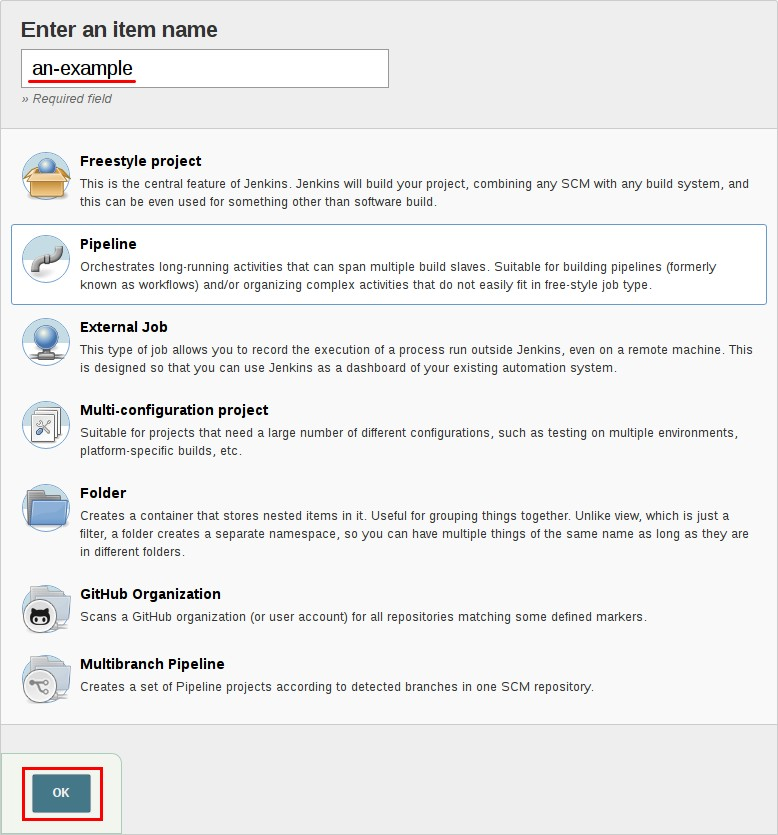 Enter an item name
an-example
» Required field
Freestyle project
This is the central feature of Jenkins. Jenkins will build your project, combining any SCM with any build system, and
this can be even used for something other than software build.
Pipeline
Orchestrates long-running activities that can span multiple build slaves. Suitable for building pipelines (formerly
known as workflows) and/or organizing complex activities that do not easily fit in free-style job type.
External Job
This type of job allows you to record the execution of a process run outside Jenkins, even on a remote machine. This
is designed so that you can use Jenkins as a dashboard of your existing automation system.
Multi-configuration project
Suitable for projects that need a large number of different configurations, such as testing on multiple environments,
platform-specific builds, etc.
Folder
Creates a container that stores nested items in it. Useful for grouping things together. Unlike view, which is just a
filter, a folder creates a separate namespace, so you can have multiple things of the same name as long as they are
in different folders.
GitHub Organization
Scans a GitHub organization (or user account) for all repositories matching some defined markers.
Multibranch Pipeline
Creates a set of Pipeline projects according to detected branches in one SCM repository.
OK